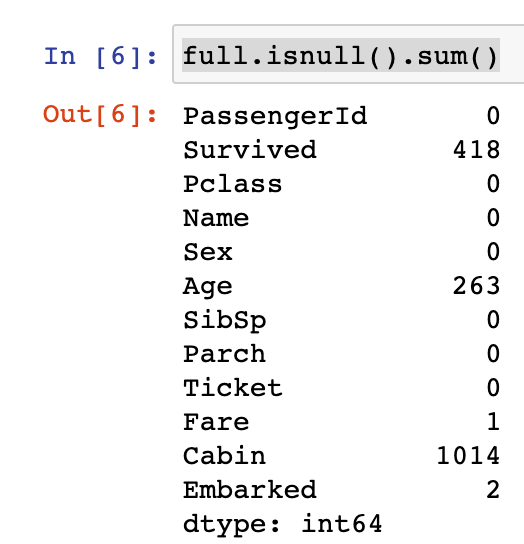 In [6]: full.isnull().sum()
Out[6]: PassengerId 0
Survived 418
Pclass 0
Name 0
Sex 0
Age 263
SibSp 0
Parch 0
Ticket 0
Fare 1
Cabin 1014
Embarked 2
dtype: int64